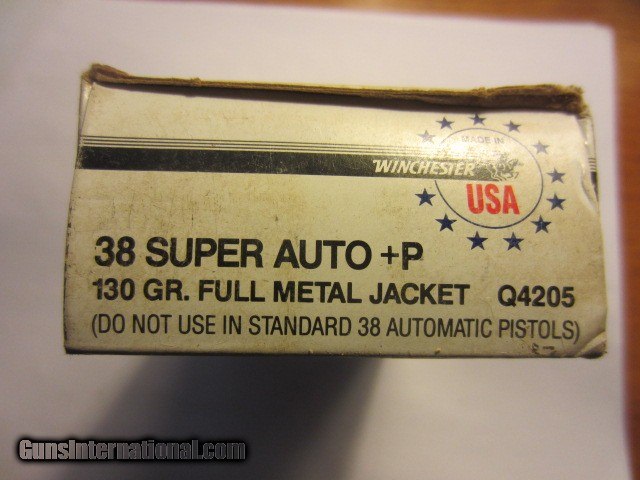 MADE IN
WINCHESTER
USA
38 SUPER AUTO +P
130 GR. FULL METAL JACKET Q4205
(DO NOT USE IN STANDARD 38 AUTOMATIC PISTOLS)
GunsInternational.com